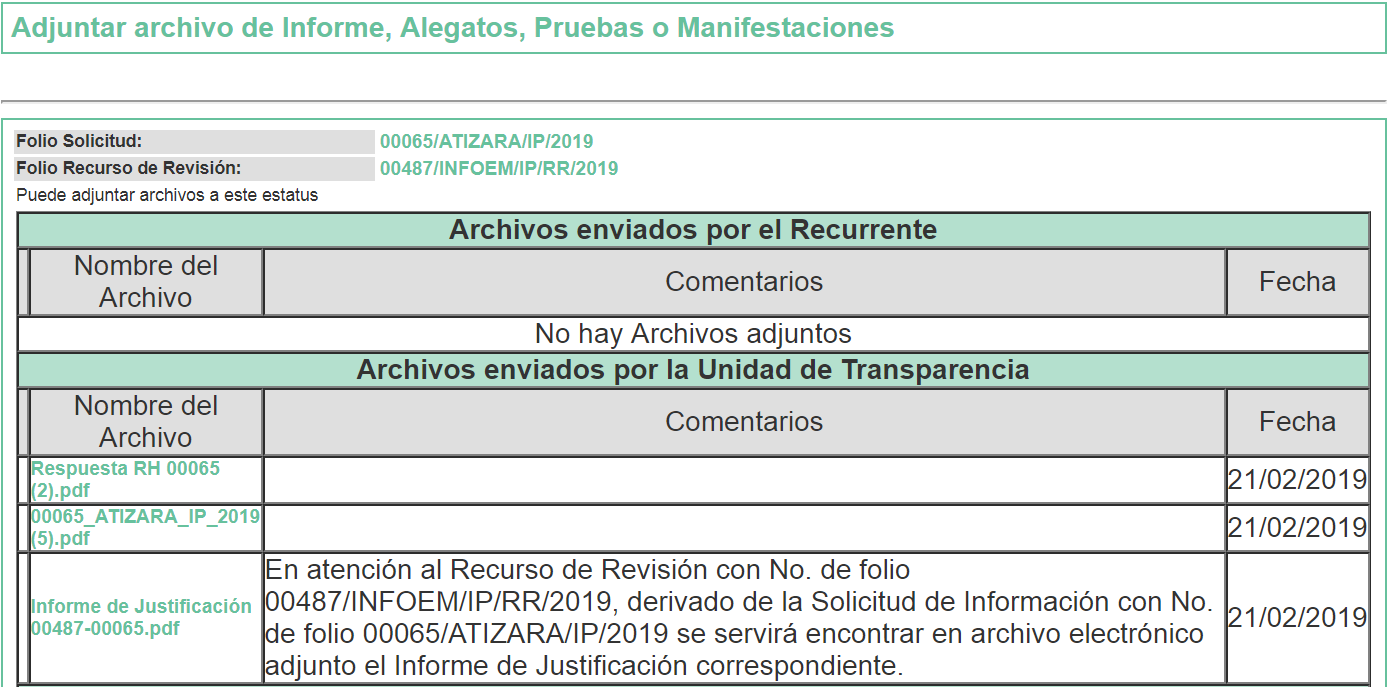 Adjuntar archivo de Informe, Alegatos, Pruebas o Manifestaciones
Folio Solicitud: 00065/ATIZARA/IP/2019
Folio Recurso de Revisión: 00487/INFOEM/IP/RR/2019
Puede adjuntar archivos a este estatus
Archivos enviados por el Recurrente
Nombre del
Archivo
Comentarios
Fecha
No hay Archivos adjuntos
Archivos enviados por la Unidad de Transparencia
Nombre del
Archivo
Comentarios
Fecha
Respuesta RH 00065
(2).pdf
21/02/2019
00065_ATIZARA_IP_2019
(5).pdf
21/02/2019
Informe de Justificación
00487-00065.pdf
En atención al Recurso de Revisión con No. de folio
00487/INFOEM/IP/RR/2019, derivado de la Solicitud de Información con No.
de folio 00065/ATIZARA/IP/2019 se servirá encontrar en archivo electrónico
adjunto el Informe de Justificación correspondiente.
21/02/2019